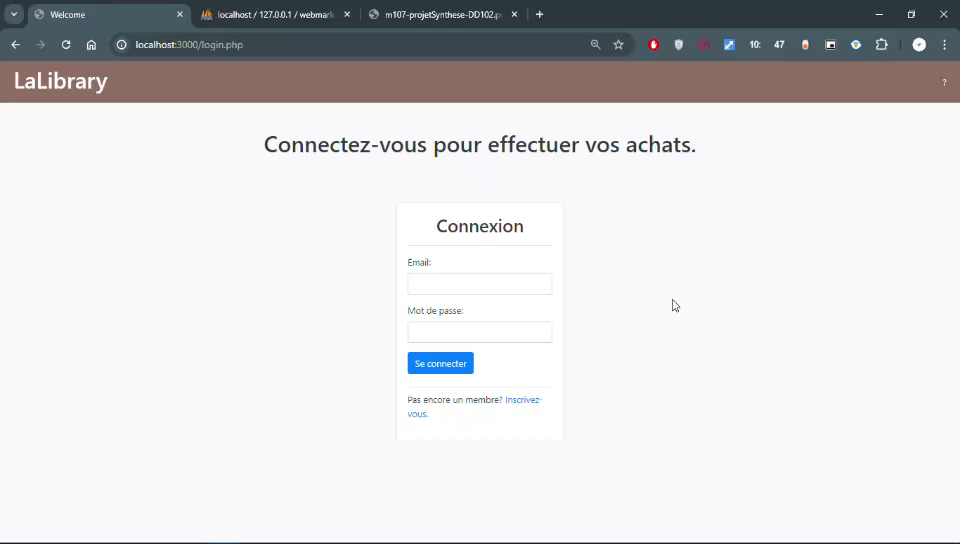 Welcome
localhost / 127.0.0.1 / webmark
m107-projetSynthese-DD102.p
localhost:3000/login.php
10:
47
LaLibrary
?
Connectez-vous pour effectuer vos achats.
Connexion
Email:
Mot de passe:
Se connecter
Pas encore un membre? Inscrivez-
vous.